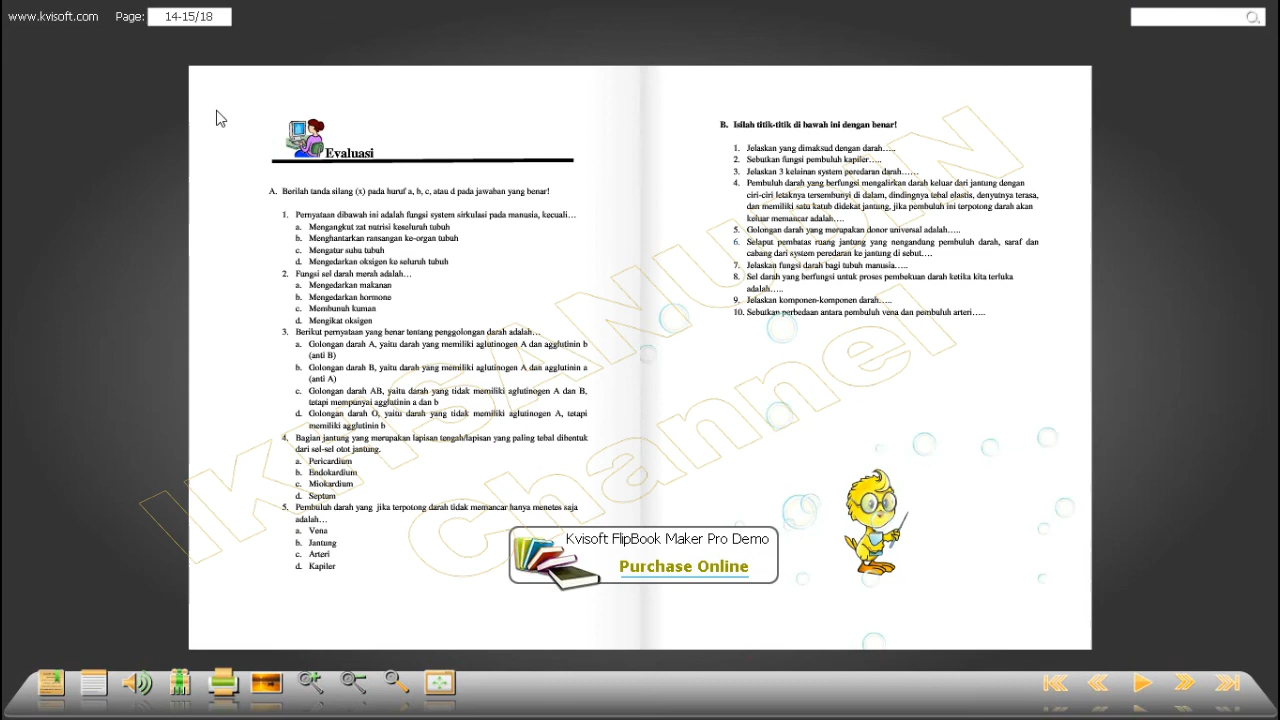 www.kvisoft.com Page: 14-15/18
Evaluasi
A. Berilah tanda silang (x) pada huruf a, b, c, atau d pada jawaban yang benar!
1. Pernyataan dibawah ini adalah fungsi system sirkulasi pada manusia, kecuali…
a. Mengangkut zat nutrisi keseluruh tubuh
b. Menghantarkan ransangan ke-organ tubuh
c. Mengatur suhu tubuh
d. Mengedarkan oksigen ke seluruh tubuh
2. Fungsi sel darah merah adalah…
a. Mengedarkan makanan
b. Mengedarkan hormone
c. Membunuh kuman
d. Mengikat oksigen
3. Berikut pernyataan yang benar tentang penggolongan darah adalah…
a. Golongan darah A, yaitu darah yang memiliki aglutinogen A dan agglutinin b
(anti B)
b. Golongan darah B, yaitu darah yang memiliki aglutinogen A dan agglutinin a
(anti A)
c. Golongan darah AB, yaitu darah yang tidak memiliki aglutinogen A dan B,
tetapi mempunyai agglutinin a dan b
d. Golongan darah O, yaitu darah yang tidak memiliki aglutinogen A, tetapi
memiliki agglutinin b
4. Bagian jantung yang merupakan lapisan tengah/lapisan yang paling tebal dibentuk
dari sel-sel otot jantung.
a. Pericardium
b. Endokardium
c. Miokardium
d. Septum
5. Pembuluh darah yang jika terpotong darah tidak memancar hanya menetes saja
adalah…
a. Vena
b. Jantung
c. Arteri
d. Kapiler
B. Isilah titik-titik di bawah ini dengan benar!
1. Jelaskan yang dimaksud dengan darah…..
2. Sebutkan fungsi pembuluh kapiler…..
3. Jelaskan 3 kelainan system peredaran darah……
4. Pembuluh darah yang berfungsi mengalirkan darah keluar dari jantung dengan
ciri-ciri letaknya tersembunyi di dalam, dindingnya tebal elastis, denyutnya terasa,
dan memiliki satu katub didekat jantung, jika pembuluh ini terpotong darah akan
keluar memancar adalah….
5. Golongan darah yang merupakan donor universal adalah…..
6. Selaput pembatas ruang jantung yang nengandung pembuluh darah, saraf dan
cabang dari system peredaran ke jantung di sebut….
7. Jelaskan fungsi darah bagi tubuh manusia…..
8. Sel darah yang berfungsi untuk proses pembekuan darah ketika kita terluka
adalah…..
9. Jelaskan komponen-komponen darah…..
10. Sebutkan perbedaan antara pembuluh vena dan pembuluh arteri…..
Kvisoft FlipBook Maker Pro Demo
Purchase Online
IKHSANUDIN
Channel